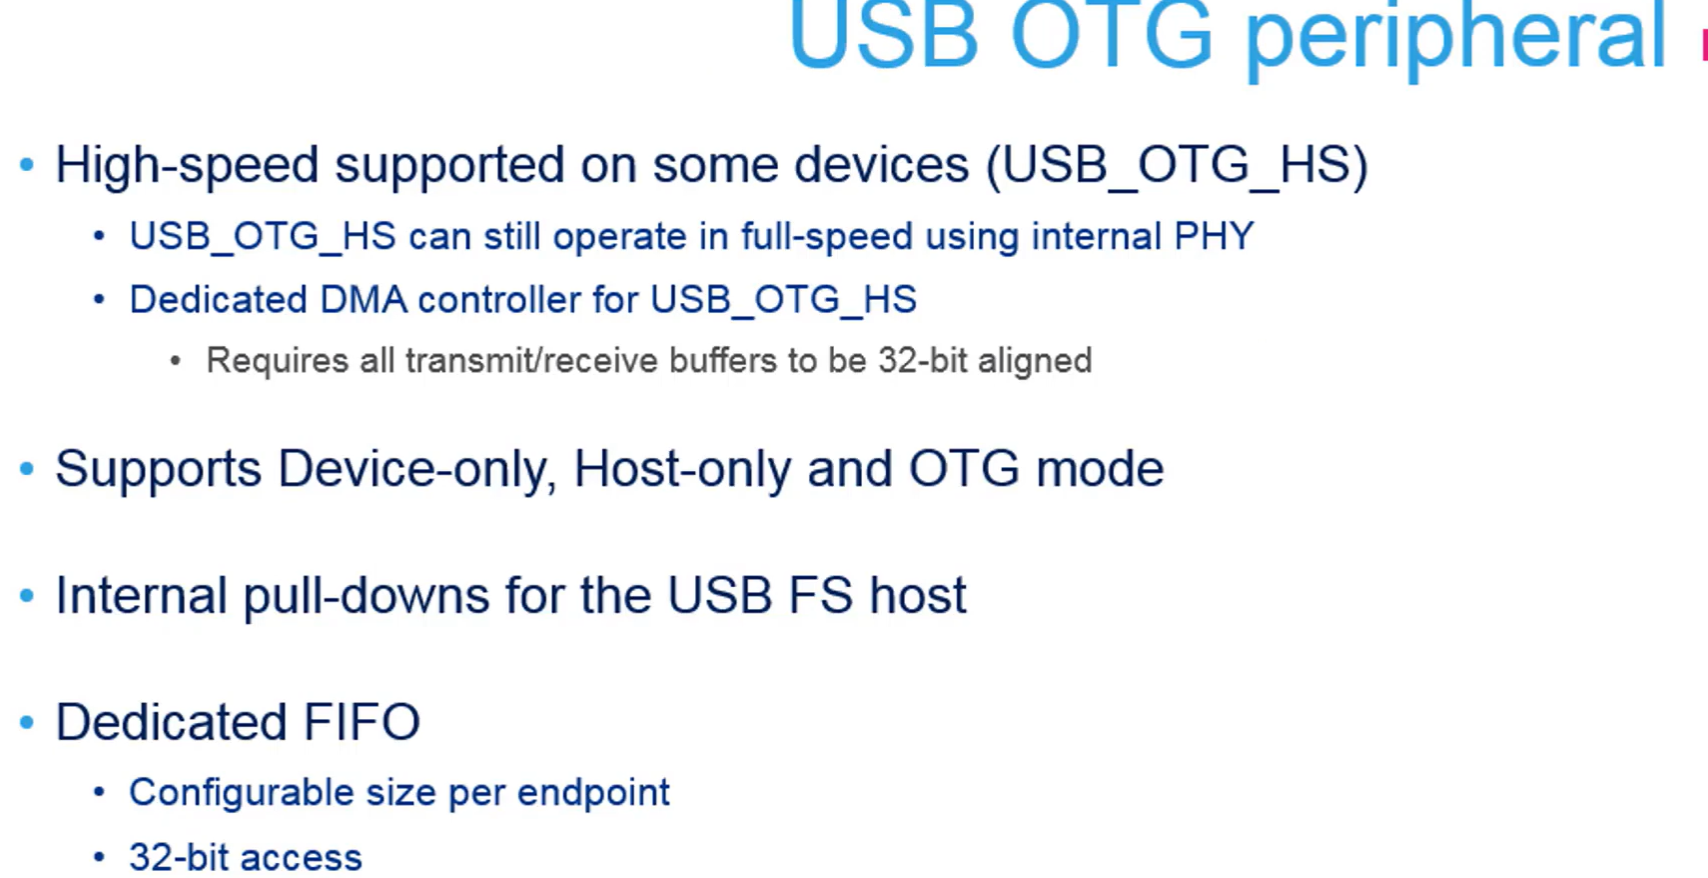 USB OTG peripheral
• High-speed supported on some devices (USB_OTG_HS)
• USB_OTG_HS can still operate in full-speed using internal PHY
• Dedicated DMA controller for USB_OTG_HS
• Requires all transmit/receive buffers to be 32-bit aligned
• Supports Device-only, Host-only and OTG mode
• Internal pull-downs for the USB FS host
• Dedicated FIFO
• Configurable size per endpoint
• 32-bit access